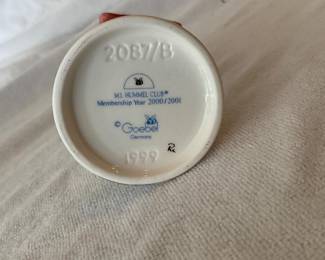 2087/B
M.I. HUMMEL CLUB®
Membership Year 2000/2001
© Goebel
Germany
1999